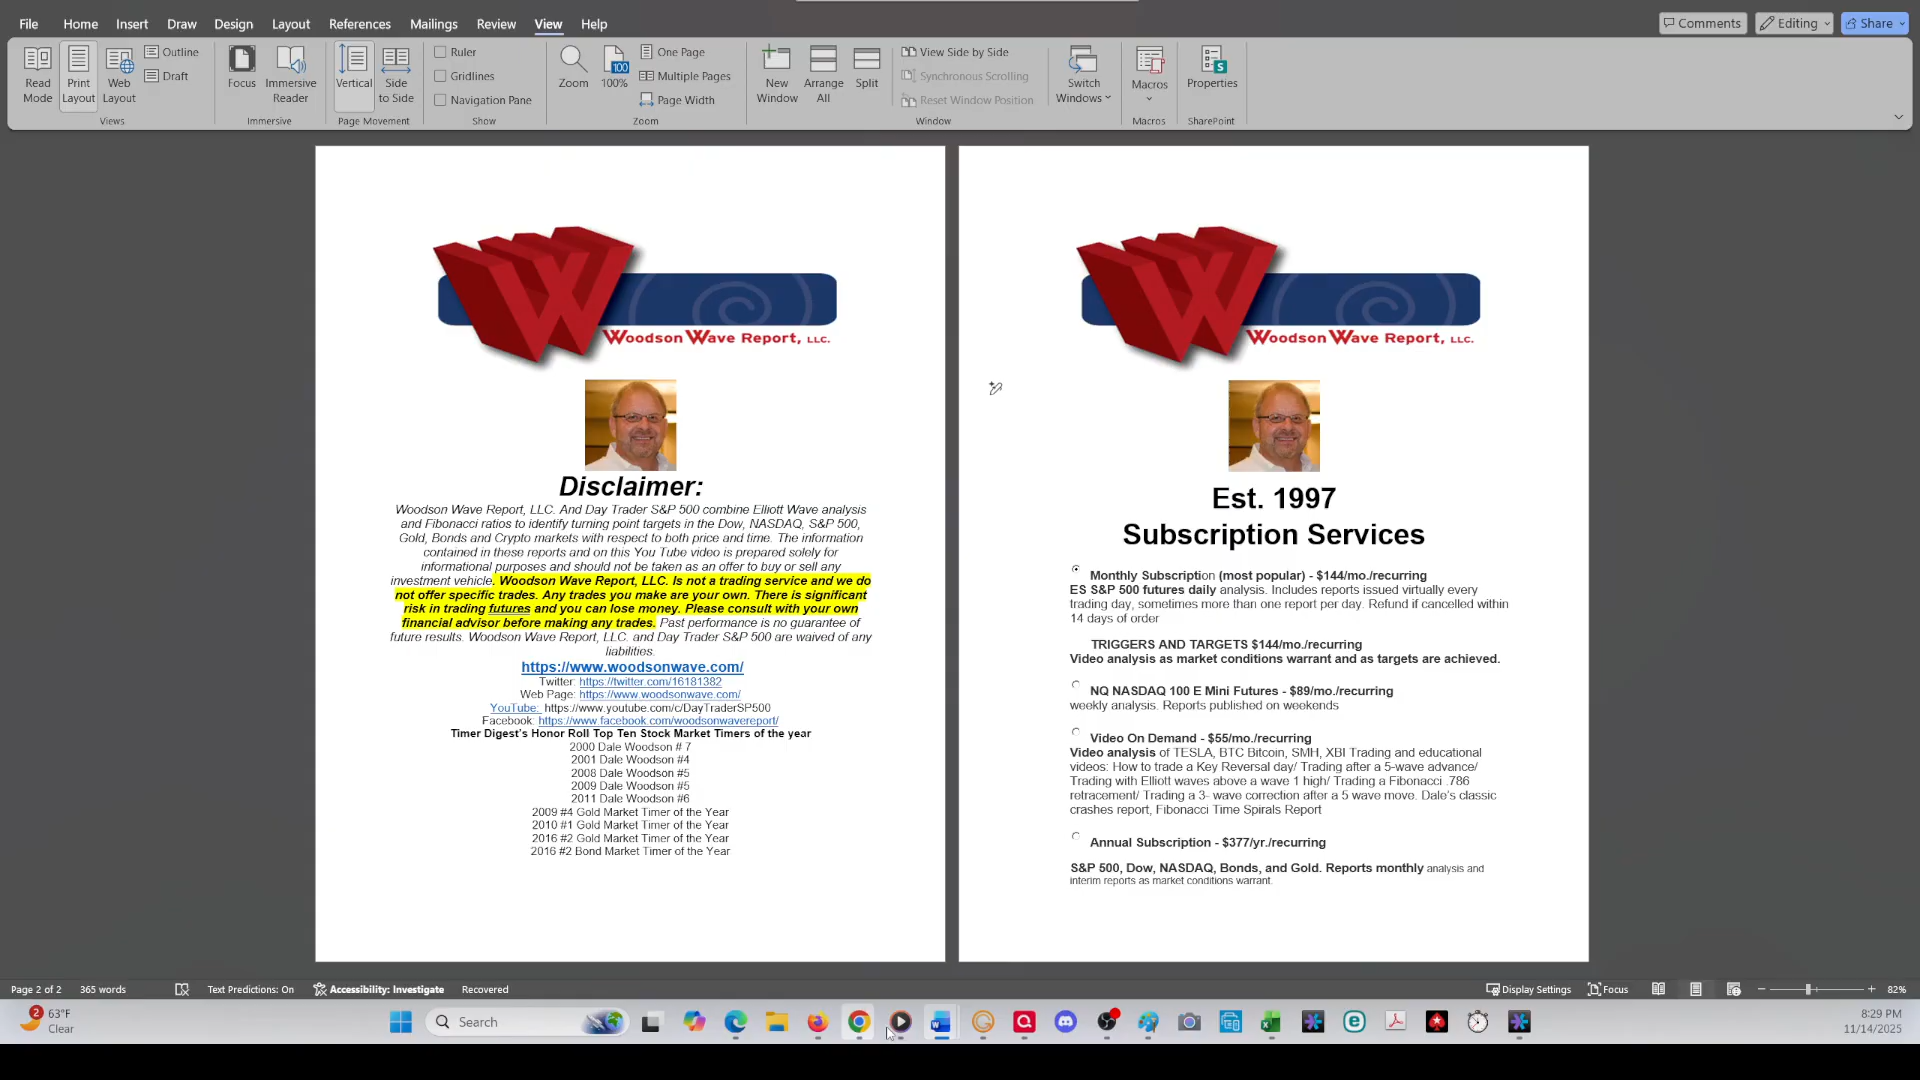 File Home Insert Draw Design Layout References Mailings Review View Help
Comments Editing Share
Read Mode
Print Layout
Web Layout
Outline
Draft
Views
Focus
Immersive Reader
Immersive
Vertical
Side to Side
Page Movement
Ruler
Gridlines
Navigation Pane
Show
Zoom
100%
One Page
Multiple Pages
Page Width
Zoom
New Window
Arrange All
Split
View Side by Side
Synchronous Scrolling
Reset Window Position
Switch Windows
Window
Macros
Macros
Properties
SharePoint
Woodson Wave Report, LLC.
Disclaimer:
Woodson Wave Report, LLC. And Day Trader S&P 500 combine Elliott Wave analysis
and Fibonacci ratios to identify turning point targets in the Dow, NASDAQ, S&P 500,
Gold, Bonds and Crypto markets with respect to both price and time. The information
contained in these reports and on this You Tube video is prepared solely for
informational purposes and should not be taken as an offer to buy or sell any
investment vehicle. Woodson Wave Report, LLC. Is not a trading service and we do
not offer specific trades. Any trades you make are your own. There is significant
risk in trading futures and you can lose money. Please consult with your own
financial advisor before making any trades. Past performance is no guarantee of
future results. Woodson Wave Report, LLC. and Day Trader S&P 500 are waived of any
liabilities.
https://www.woodsonwave.com/
Twitter: https://twitter.com/16181382
Web Page: https://www.woodsonwave.com/
YouTube: https://www.youtube.com/c/DayTraderSP500
Facebook: https://www.facebook.com/woodsonwavereport/
Timer Digest's Honor Roll Top Ten Stock Market Timers of the year
2000 Dale Woodson # 7
2001 Dale Woodson #4
2008 Dale Woodson #5
2009 Dale Woodson #5
2011 Dale Woodson #6
2009 #4 Gold Market Timer of the Year
2010 #1 Gold Market Timer of the Year
2016 #2 Gold Market Timer of the Year
2016 #2 Bond Market Timer of the Year
Woodson Wave Report, LLC.
Est. 1997
Subscription Services
Monthly Subscription (most popular) - $144/mo./recurring
ES S&P 500 futures daily analysis. Includes reports issued virtually every
trading day, sometimes more than one report per day. Refund if cancelled within
14 days of order
TRIGGERS AND TARGETS $144/mo./recurring
Video analysis as market conditions warrant and as targets are achieved.
NQ NASDAQ 100 E Mini Futures - $89/mo./recurring
weekly analysis. Reports published on weekends
Video On Demand - $55/mo./recurring
Video analysis of TESLA, BTC Bitcoin, SMH, XBI Trading and educational
videos: How to trade a Key Reversal day/ Trading after a 5-wave advance/
Trading with Elliott waves above a wave 1 high/ Trading a Fibonacci .786
retracement/ Trading a 3- wave correction after a 5 wave move. Dale's classic
crashes report, Fibonacci Time Spirals Report
Annual Subscription - $377/yr./recurring
S&P 500, Dow, NASDAQ, Bonds, and Gold. Reports monthly analysis and
interim reports as market conditions warrant.
Page 2 of 2 365 words Text Predictions: On Accessibility: Investigate Recovered Display Settings Focus 82%
2 63°F
Clear
Search
8:29 PM
11/14/2025